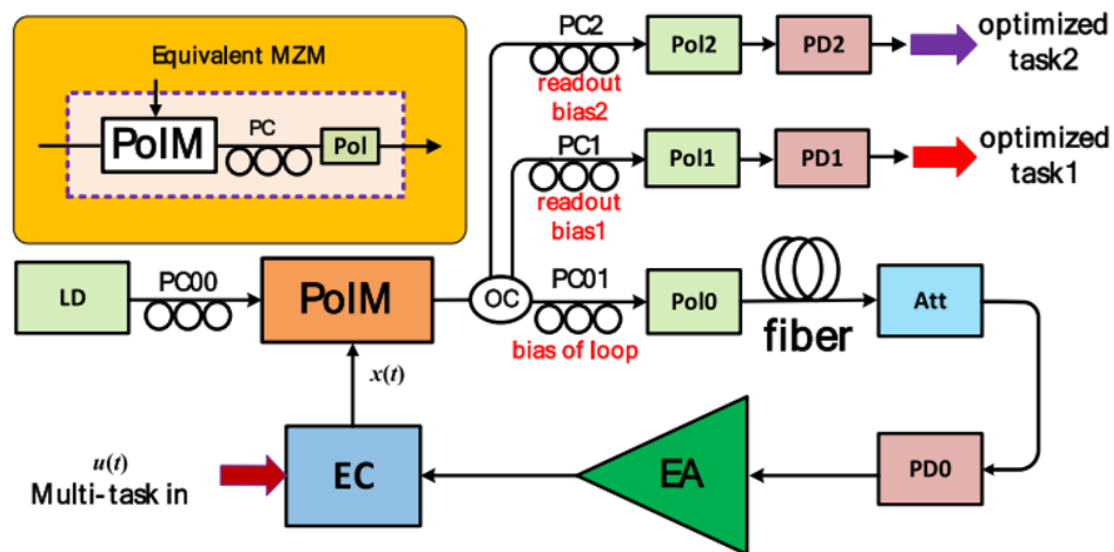 Equivalent MZM
PolM
PC
Pol
PC2
readout
bias2
Pol2
PD2
optimized
task2
PC1
readout
bias1
Pol1
PD1
optimized
task1
LD
PC00
PolM
OC
PC01
bias of loop
Pol0
fiber
Att
x(t)
u(t)
Multi-task in
EC
EA
PD0